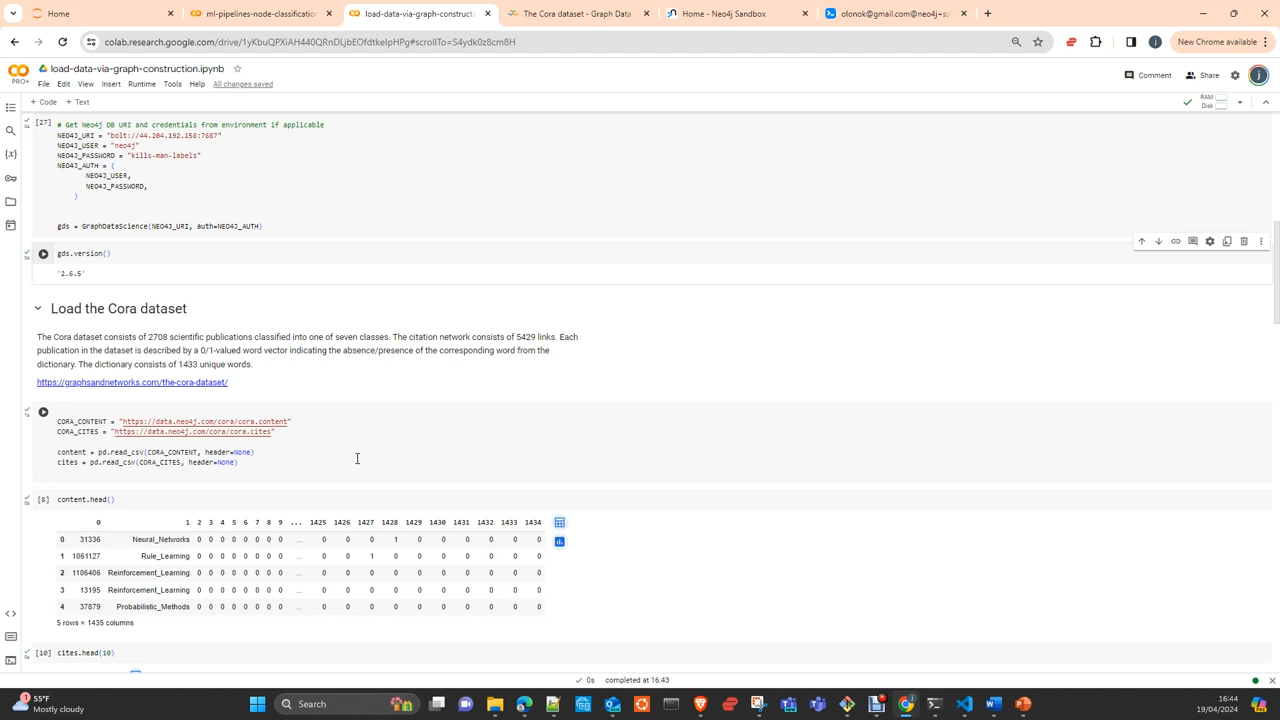 Home
ml-pipelines-node-classification
load-data-via-graph-constructi
The Cora dataset - Graph Data
Home - Neo4j Sandbox
olonok@gmail.com@neo4j+s:/
colab.research.google.com/drive/1yKbuQPXiAH440QRnDLjbEOfdtkeIpHPg#scrollTo=S4ydk0z8cm8H
New Chrome available
PRO+
load-data-via-graph-construction.ipynb
File Edit View Insert Runtime Tools Help All changes saved
Comment
Share
+ Code + Text
RAM
Disk
[27]
# Get Neo4j DB URI and credentials from environment if applicable
NEO4J_URI = "bolt://44.204.192.158:7687"
NEO4J_USER = "neo4j"
NEO4J_PASSWORD = "kills-man-labels"
NEO4J_AUTH = (
NEO4J_USER,
NEO4J_PASSWORD,
)
gds = GraphDataScience(NEO4J_URI, auth=NEO4J_AUTH)
gds.version()
'2.6.5'
Load the Cora dataset
The Cora dataset consists of 2708 scientific publications classified into one of seven classes. The citation network consists of 5429 links. Each
publication in the dataset is described by a 0/1-valued word vector indicating the absence/presence of the corresponding word from the
dictionary. The dictionary consists of 1433 unique words.
https://graphsandnetworks.com/the-cora-dataset/
CORA_CONTENT = "https://data.neo4j.com/cora/cora.content"
CORA_CITES = "https://data.neo4j.com/cora/cora.cites"
content = pd.read_csv(CORA_CONTENT, header=None)
cites = pd.read_csv(CORA_CITES, header=None)
[8] content.head()
0 1 2 3 4 5 6 7 8 9 ... 1425 1426 1427 1428 1429 1430 1431 1432 1433 1434
0 31336 Neural_Networks 0 0 0 0 0 0 0 0 ... 0 0 0 1 0 0 0 0 0 0
1 1061127 Rule_Learning 0 0 0 0 0 0 0 0 ... 0 0 1 0 0 0 0 0 0 0
2 1106406 Reinforcement_Learning 0 0 0 0 0 0 0 0 ... 0 0 0 0 0 0 0 0 0 0
3 13195 Reinforcement_Learning 0 0 0 0 0 0 0 0 ... 0 0 0 0 0 0 0 0 0 0
4 37879 Probabilistic_Methods 0 0 0 0 0 0 0 0 ... 0 0 0 0 0 0 0 0 0 0
5 rows × 1435 columns
[10] cites.head(10)
0s completed at 16:43
55°F
Mostly cloudy
Search
16:44
19/04/2024